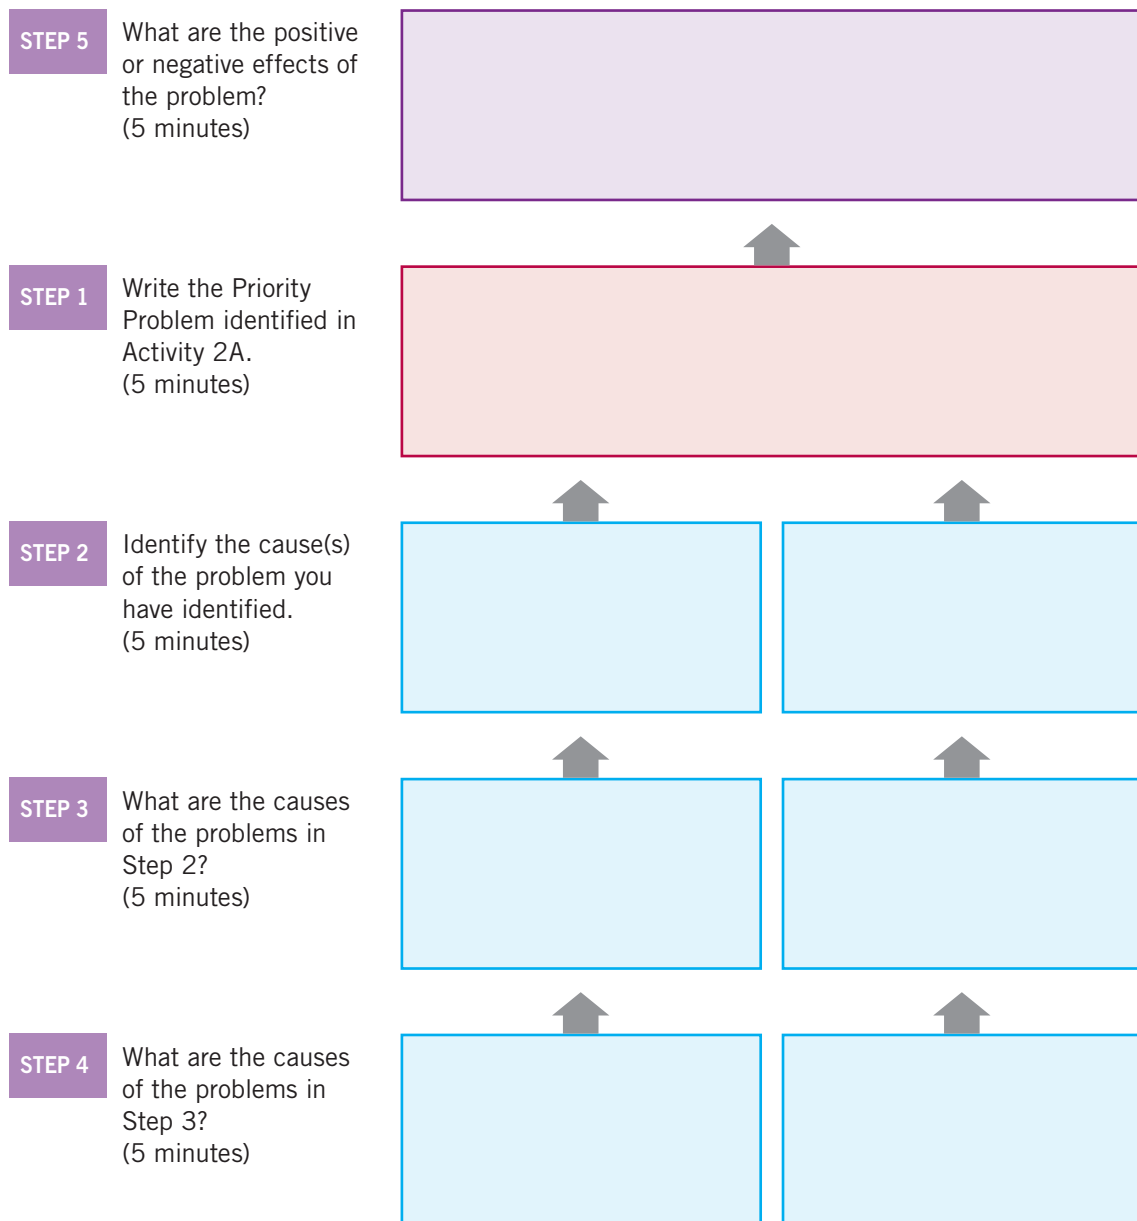 STEP 5
What are the positive
or negative effects of
the problem?
(5 minutes)
STEP 1
Write the Priority
Problem identified in
Activity 2A.
(5 minutes)
STEP 2
Identify the cause(s)
of the problem you
have identified.
(5 minutes)
STEP 3
What are the causes
of the problems in
Step 2?
(5 minutes)
STEP 4
What are the causes
of the problems in
Step 3?
(5 minutes)